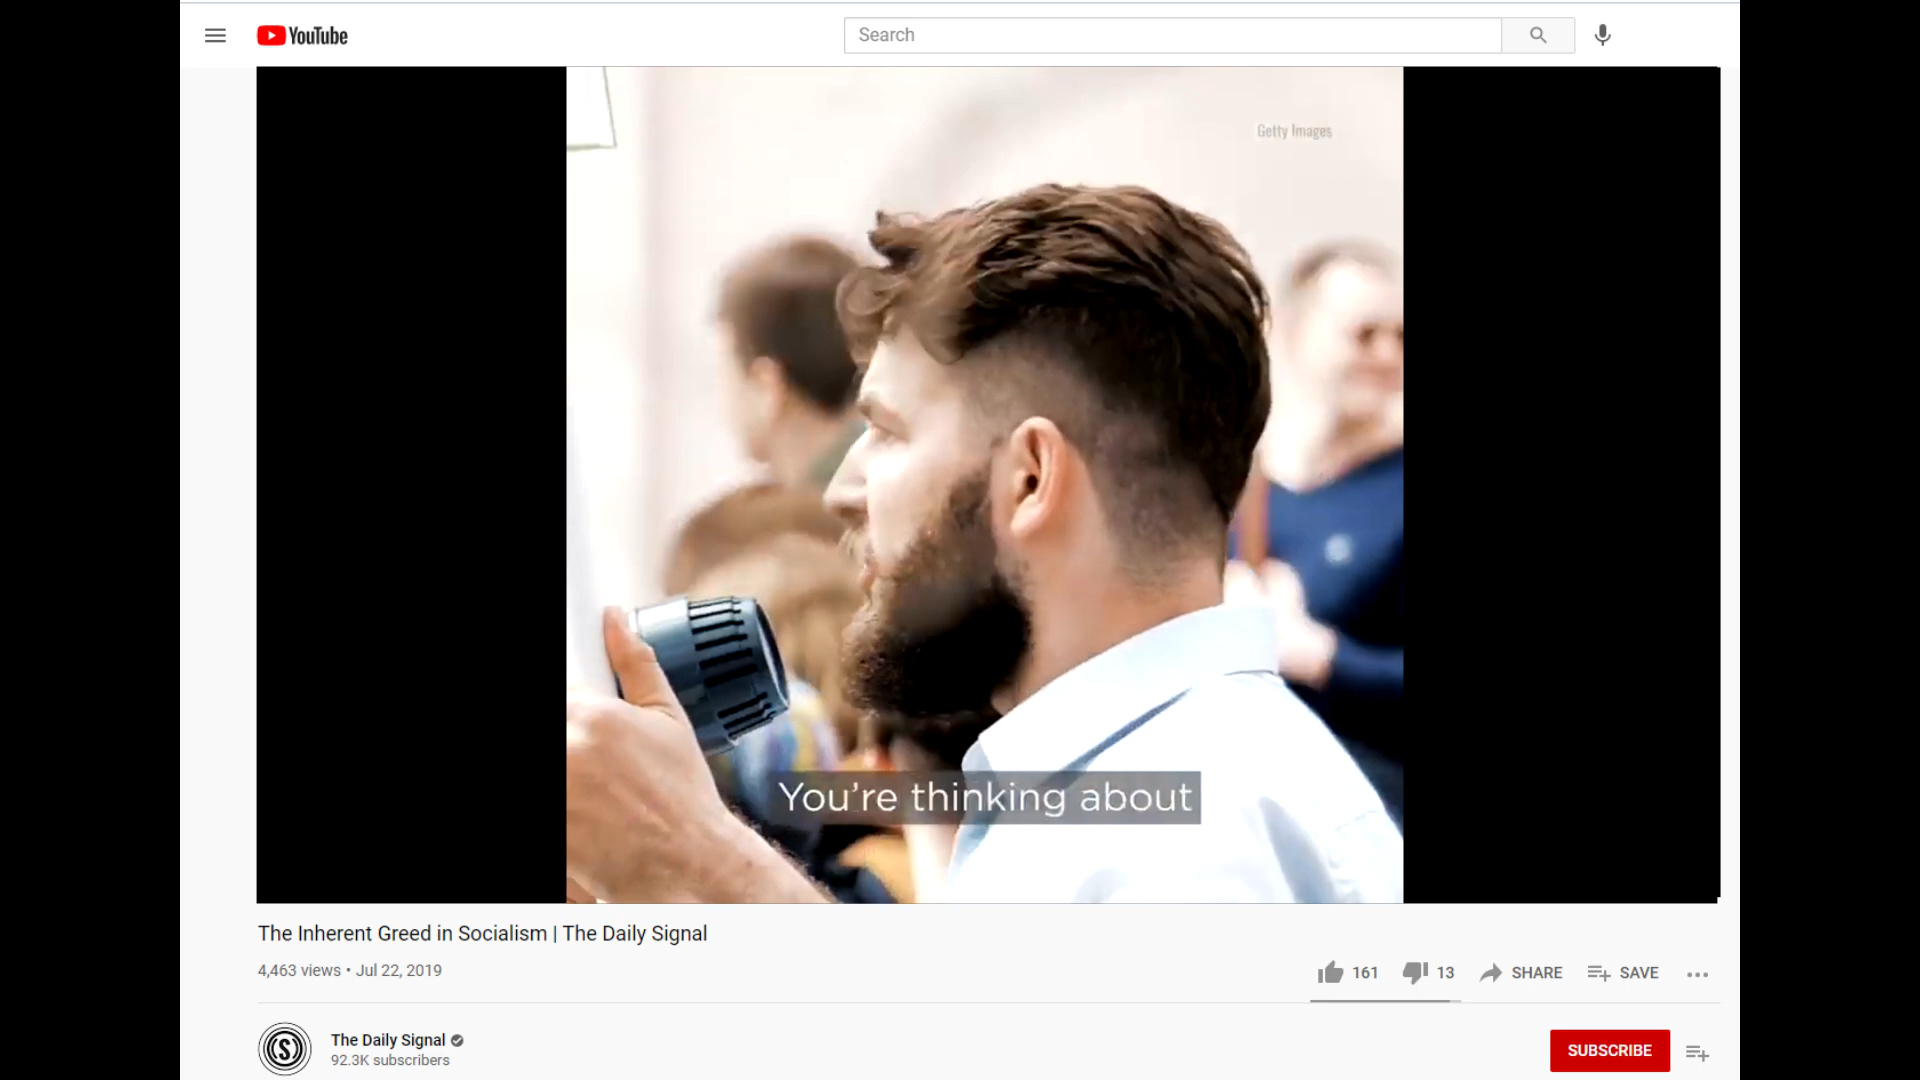 YouTube
Search
Getty Images
You're thinking about
The Inherent Greed in Socialism | The Daily Signal
4,463 views • Jul 22, 2019
161
13
SHARE
SAVE
The Daily Signal
92.3K subscribers
SUBSCRIBE